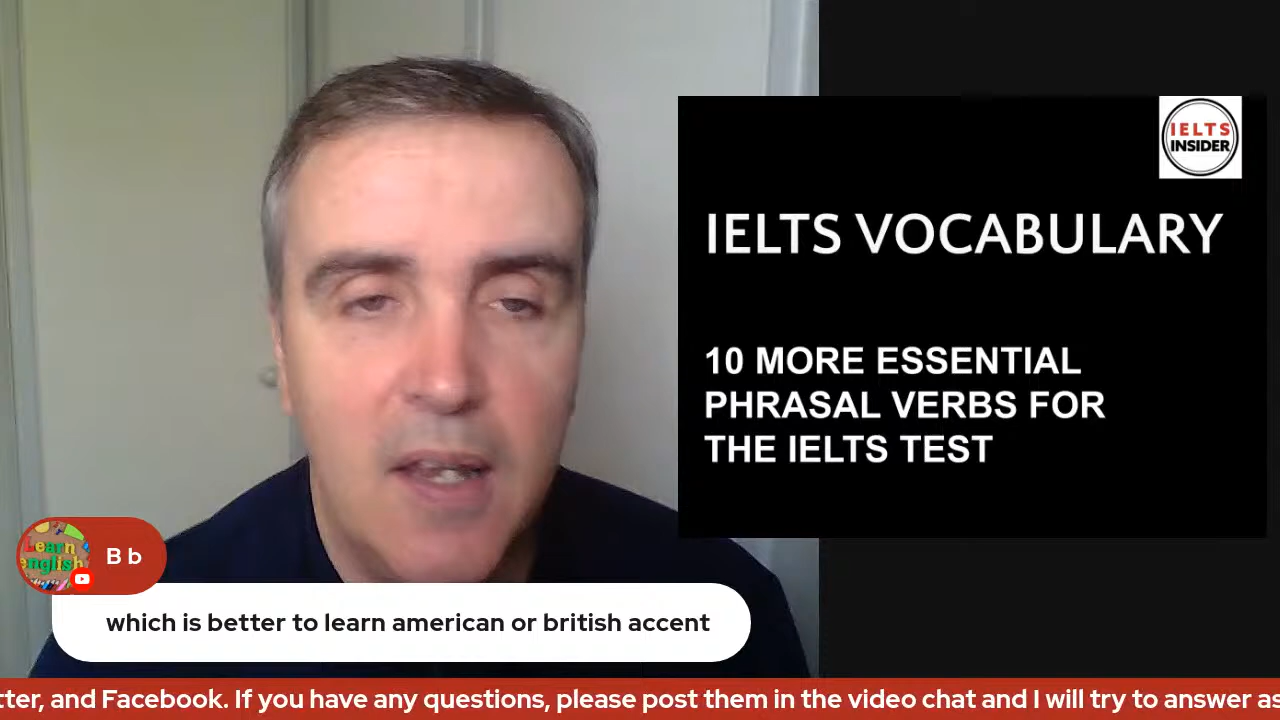 IELTS
INSIDER
IELTS VOCABULARY
10 MORE ESSENTIAL
PHRASAL VERBS FOR
THE IELTS TEST
Learn
english
B b
which is better to learn american or british accent
tter, and Facebook. If you have any questions, please post them in the video chat and I will try to answer as